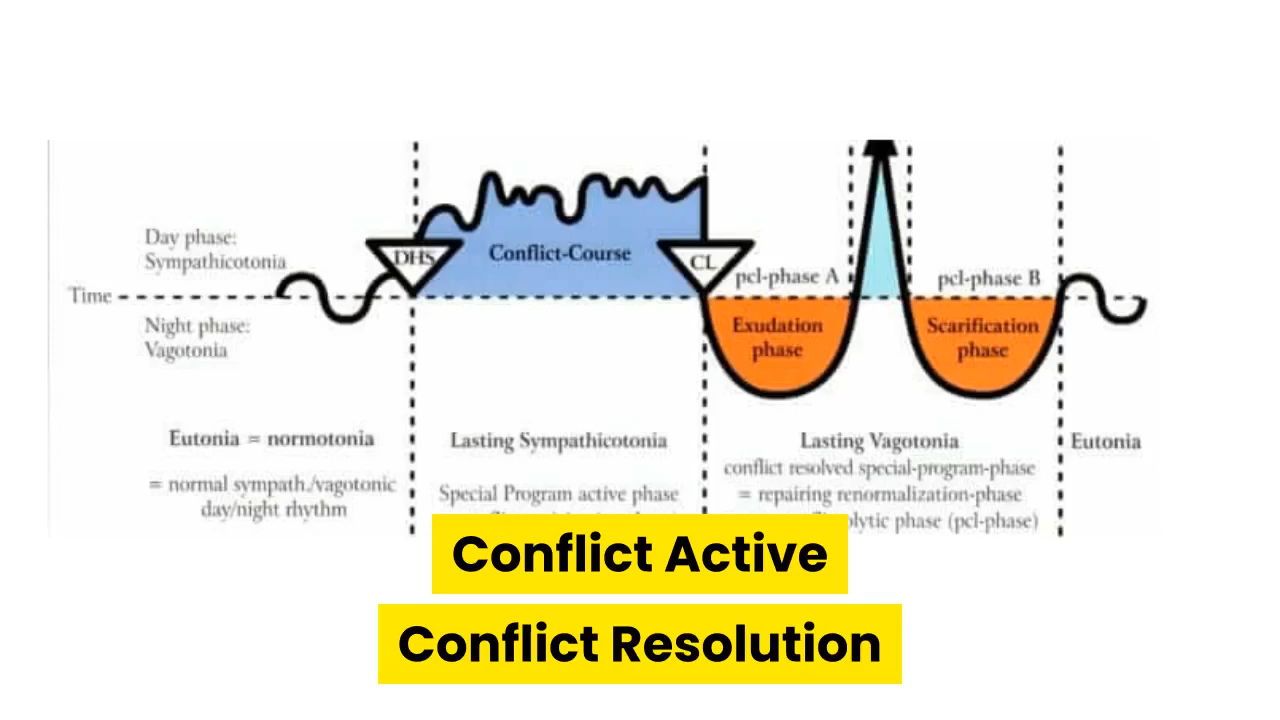 Day phase:
Sympathicotonia
DHS
Conflict-Course
CL
pcl-phase A
pcl-phase B
Time
Night phase:
Vagotonia
Exudation
phase
Scarification
phase
Eutonia = normotonia
= normal sympath./vagotonic
day/night rhythm
Lasting Sympathicotonia
Special Program active phase
Lasting Vagotonia
conflict resolved special-program-phase
= repairing renormalization-phase
phase (pcl-phase)
Eutonia
Conflict Active
Conflict Resolution